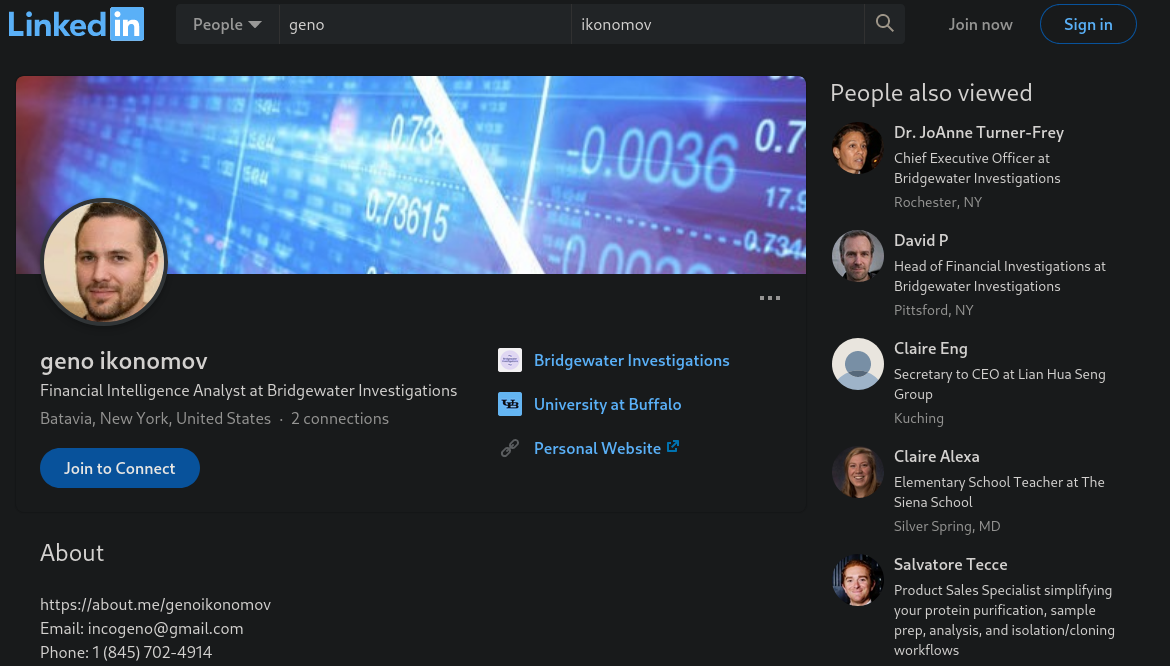 Linked in
People
geno
ikonomov
Join now
Sign in
0.734
-0.0036
0.7
0.73615
17.9
-0.734
-0.0020
geno ikonomov
Financial Intelligence Analyst at Bridgewater Investigations
Batavia, New York, United States · 2 connections
Join to Connect
Bridgewater Investigations
University at Buffalo
Personal Website
About
https://about.me/genoikonomov
Email: incogeno@gmail.com
Phone: 1 (845) 702-4914
People also viewed
Dr. JoAnne Turner-Frey
Chief Executive Officer at
Bridgewater Investigations
Rochester, NY
David P
Head of Financial Investigations at
Bridgewater Investigations
Pittsford, NY
Claire Eng
Secretary to CEO at Lian Hua Seng
Group
Kuching
Claire Alexa
Elementary School Teacher at The
Siena School
Silver Spring, MD
Salvatore Tecce
Product Sales Specialist simplifying
your protein purification, sample
prep, analysis, and isolation/cloning
workflows